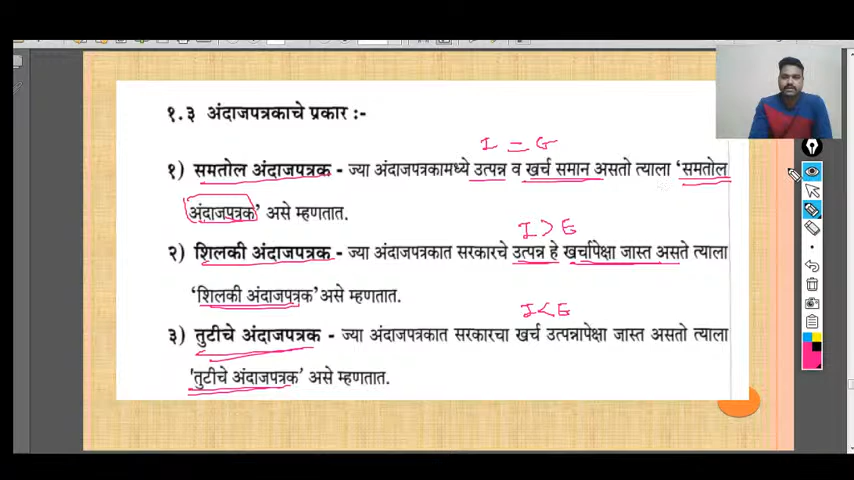 १.३ अंदाजपत्रकाचे प्रकार :-
I = G
१) समतोल अंदाजपत्रक - ज्या अंदाजपत्रकामध्ये उत्पन्न व खर्च समान असतो त्याला 'समतोल
अंदाजपत्रक' असे म्हणतात.
I > E
२) शिलकी अंदाजपत्रक - ज्या अंदाजपत्रकात सरकारचे उत्पन्न हे खर्चापेक्षा जास्त असते त्याला
'शिलकी अंदाजपत्रक' असे म्हणतात.
I < E
३) तुटीचे अंदाजपत्रक - ज्या अंदाजपत्रकात सरकारचा खर्च उत्पन्नापेक्षा जास्त असतो त्याला
'तुटीचे अंदाजपत्रक' असे म्हणतात.